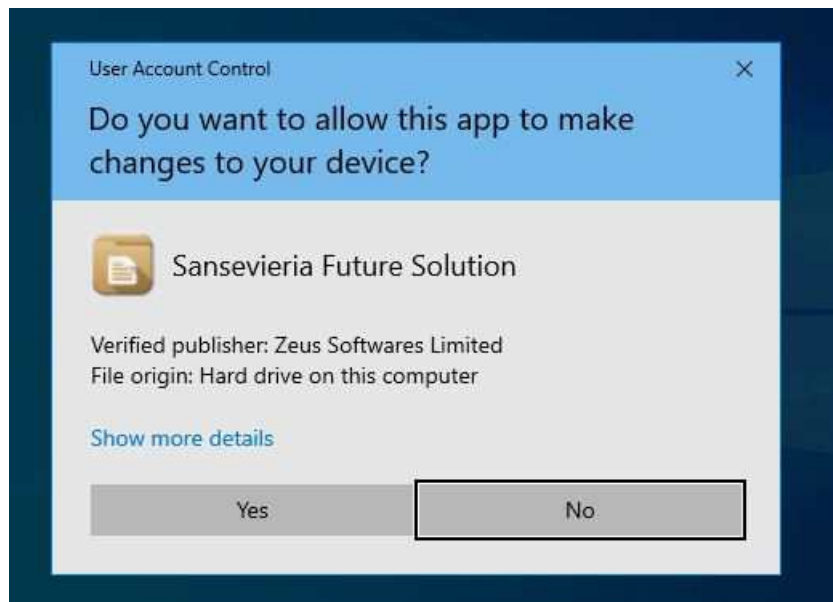 User Account Control
Do you want to allow this app to make
changes to your device?
Sansevieria Future Solution
Verified publisher: Zeus Softwares Limited
File origin: Hard drive on this computer
Show more details
Yes
No